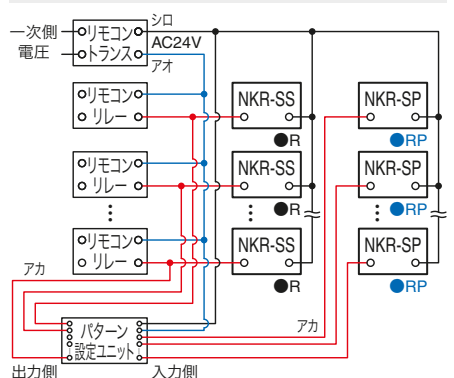 一次側
電圧
リモコン
トランス
シロ
AC24V
アオ
リモコン
リレー
NKR-SS
R
NKR-SP
RP
リモコン
リレー
NKR-SS
R
NKR-SP
RP
リモコン
リレー
NKR-SS
R
NKR-SP
RP
アカ
アカ
パターン
設定ユニット
出力側
入力側